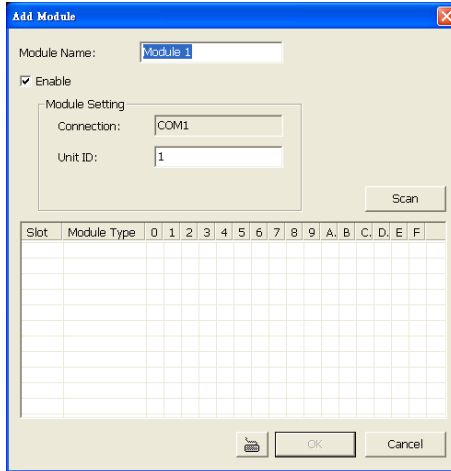 Add Module
Module Name: Module 1
Enable
Module Setting
Connection: COM1
Unit ID: 1
Scan
Slot Module Type 0 1 2 3 4 5 6 7 8 9 A. B C. D. E F
OK Cancel